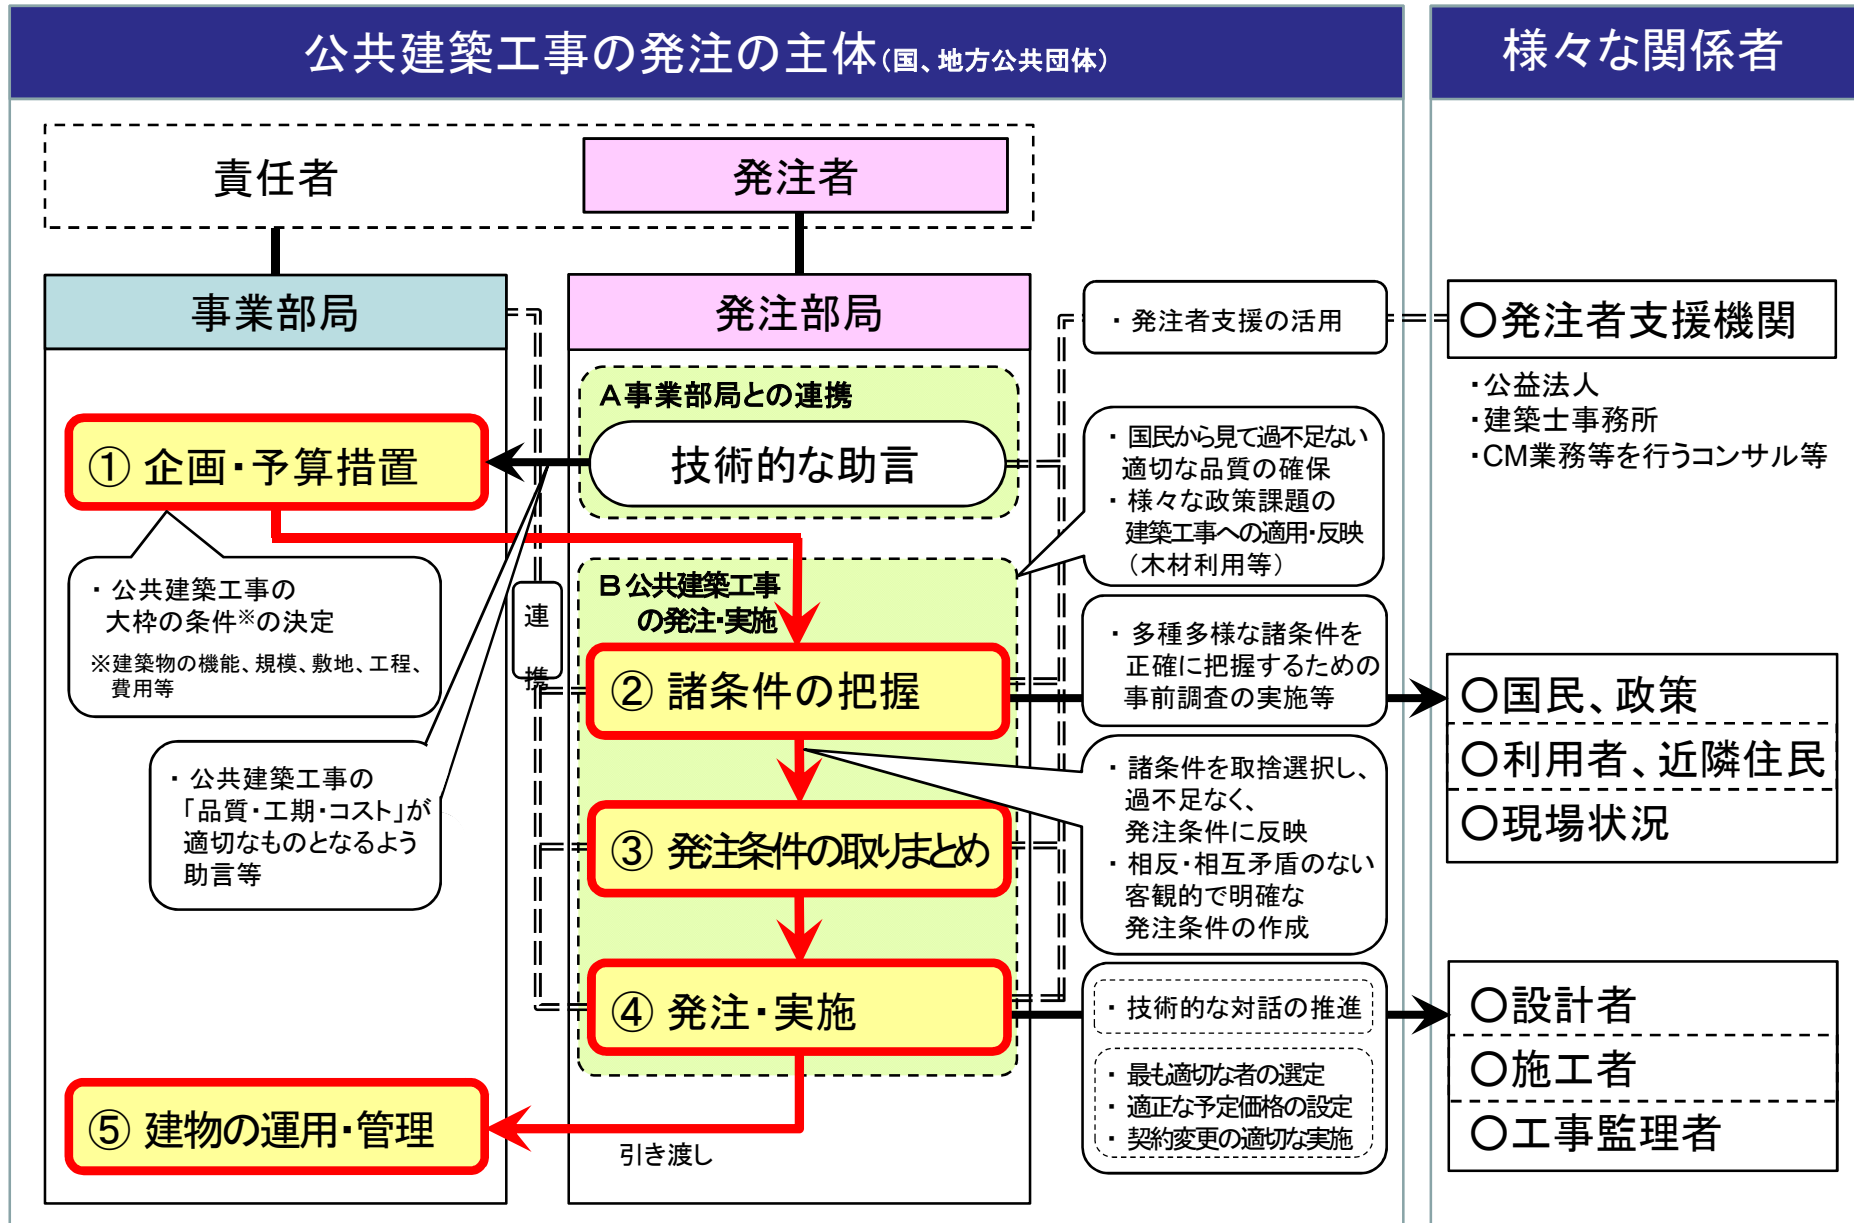 公共建築工事の発注の主体(国、地方公共団体)
様々な関係者
責任者
発注者
事業部局
発注部局
・ 発注者支援の活用
〇発注者支援機関
・公益法人
・建築士事務所
・CM業務等を行うコンサル等
A 事業部局との連携
技術的な助言
① 企画・予算措置
・ 国民から見て過不足ない
適切な品質の確保
・ 様々な政策課題の
建築工事への適用・反映
(木材利用等)
・ 公共建築工事の
大枠の条件※の決定
※建築物の機能、規模、敷地、工程、
費用等
連
携
B 公共建築工事
の発注・実施
② 諸条件の把握
・ 多種多様な諸条件を
正確に把握するための
事前調査の実施等
〇国民、政策
〇利用者、近隣住民
〇現場状況
・ 公共建築工事の
「品質・工期・コスト」が
適切なものとなるよう
助言等
・ 諸条件を取捨選択し、
過不足なく、
発注条件に反映
・ 相反・相互矛盾のない
客観的で明確な
発注条件の作成
③ 発注条件の取りまとめ
④ 発注・実施
・ 技術的な対話の推進
・ 最も適切な者の選定
・ 適正な予定価格の設定
・ 契約変更の適切な実施
〇設計者
〇施工者
〇工事監理者
⑤ 建物の運用・管理
引き渡し